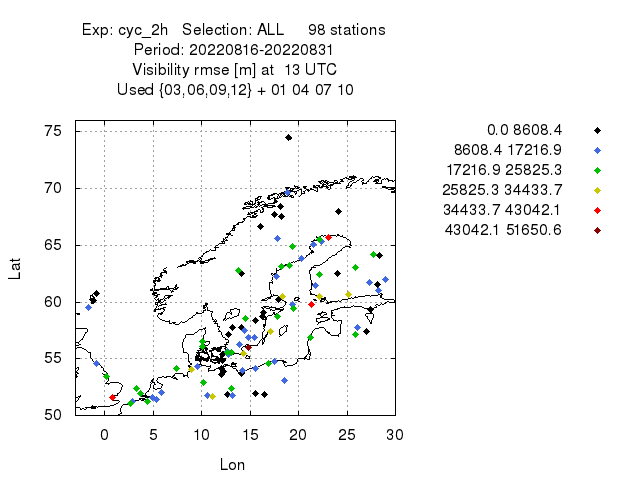 Exp: cyc_2h Selection: ALL 98 stations
Period: 20220816-20220831
Visibility rmse [m] at 13 UTC
Used {03,06,09,12} + 01 04 07 10
75
70
65
60
55
50
Lat
0 5 10 15 20 25 30
Lon
0.0 8608.4
8608.4 17216.9
17216.9 25825.3
25825.3 34433.7
34433.7 43042.1
43042.1 51650.6